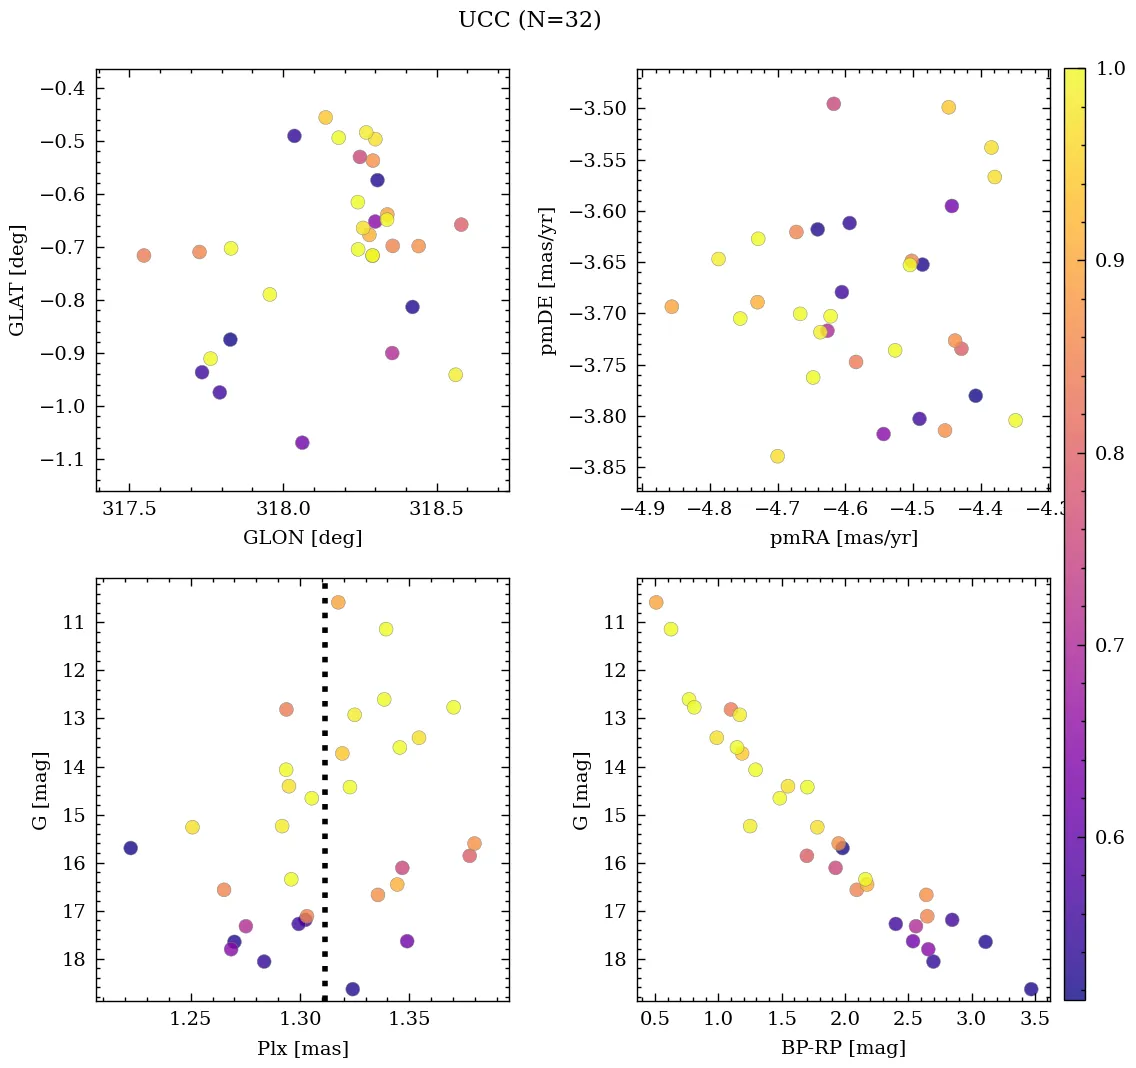 UCC (N=32)
−0.4
−0.5
−0.6
−0.7
−0.8
−0.9
−1.0
−1.1
GLAT [deg]
317.5 318.0 318.5
GLON [deg]
−3.50
−3.55
−3.60
−3.65
−3.70
−3.75
−3.80
−3.85
pmDE [mas/yr]
−4.9 −4.8 −4.7 −4.6 −4.5 −4.4 −4.3
pmRA [mas/yr]
11
12
13
14
15
16
17
18
G [mag]
1.25 1.30 1.35
Plx [mas]
11
12
13
14
15
16
17
18
G [mag]
0.5 1.0 1.5 2.0 2.5 3.0 3.5
BP-RP [mag]
1.0
0.9
0.8
0.7
0.6